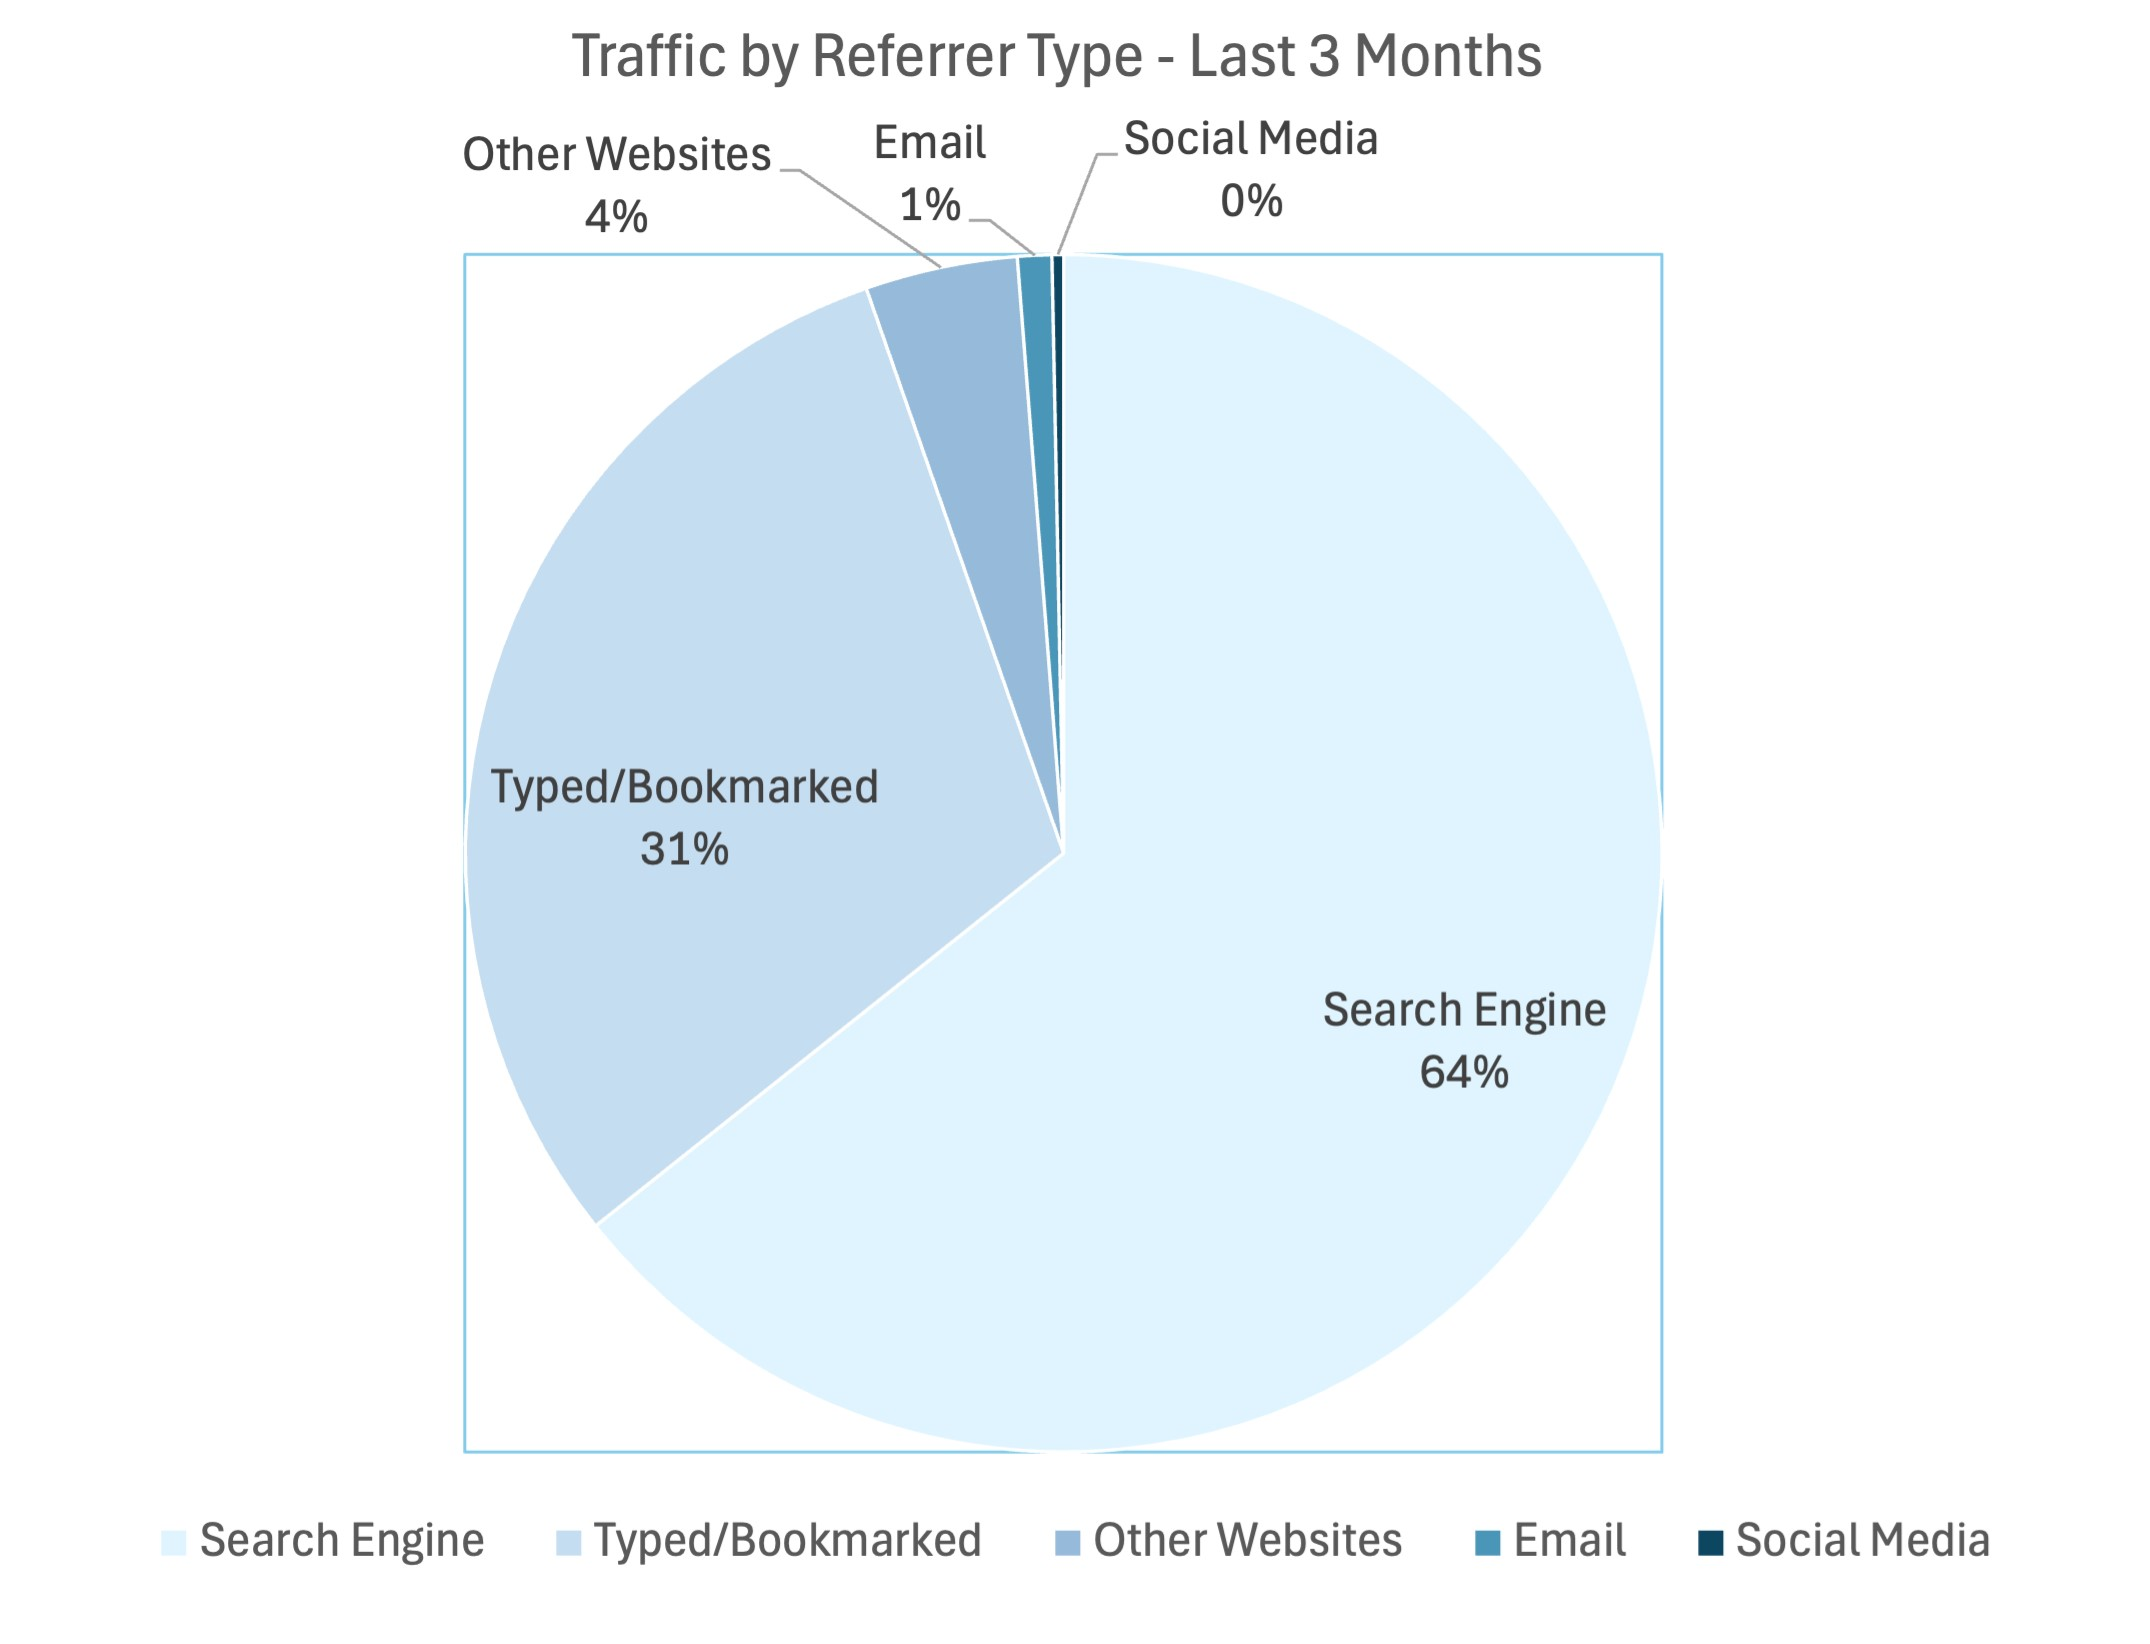 Traffic by Referrer Type - Last 3 Months
Other Websites
4%
Email
1%
Social Media
0%
Typed/Bookmarked
31%
Search Engine
64%
Search Engine
Typed/Bookmarked
Other Websites
Email
Social Media